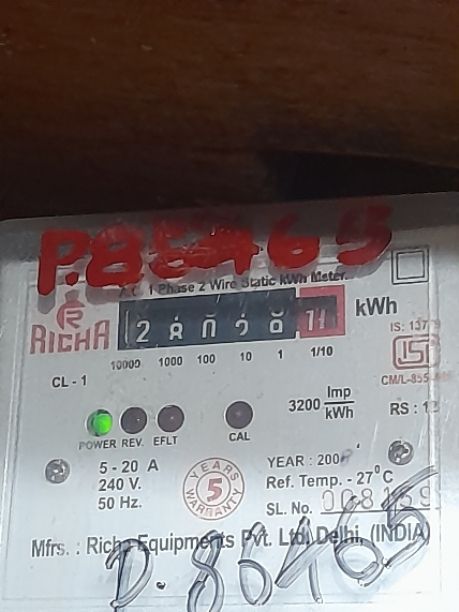 A.C. 1 Phase 2 Wire Static kWh Meter.
RICHA
kWh
10000 1000 100 10 1 1/10
CL - 1
3200 Imp/kWh
POWER REV. EFLT CAL
5 - 20 A
240 V.
50 Hz.
5 YEARS WARRANTY
Ref. Temp. - 27°C
SL. No.
Mfrs. : Richa Equipments Pvt. Ltd. Delhi, (INDIA)
D.86465